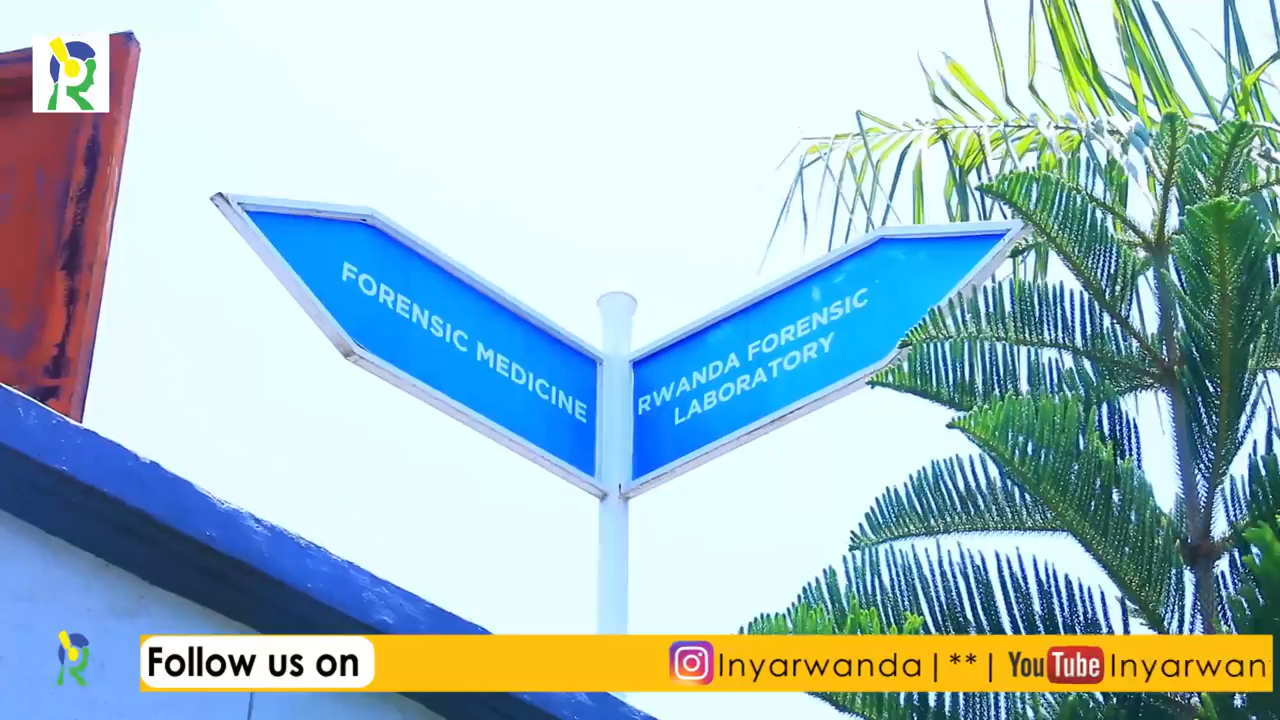 FORENSIC MEDICINE
RWANDA FORENSIC
LABORATORY
Follow us on
Inyarwanda | ** | YouTube Inyarwan